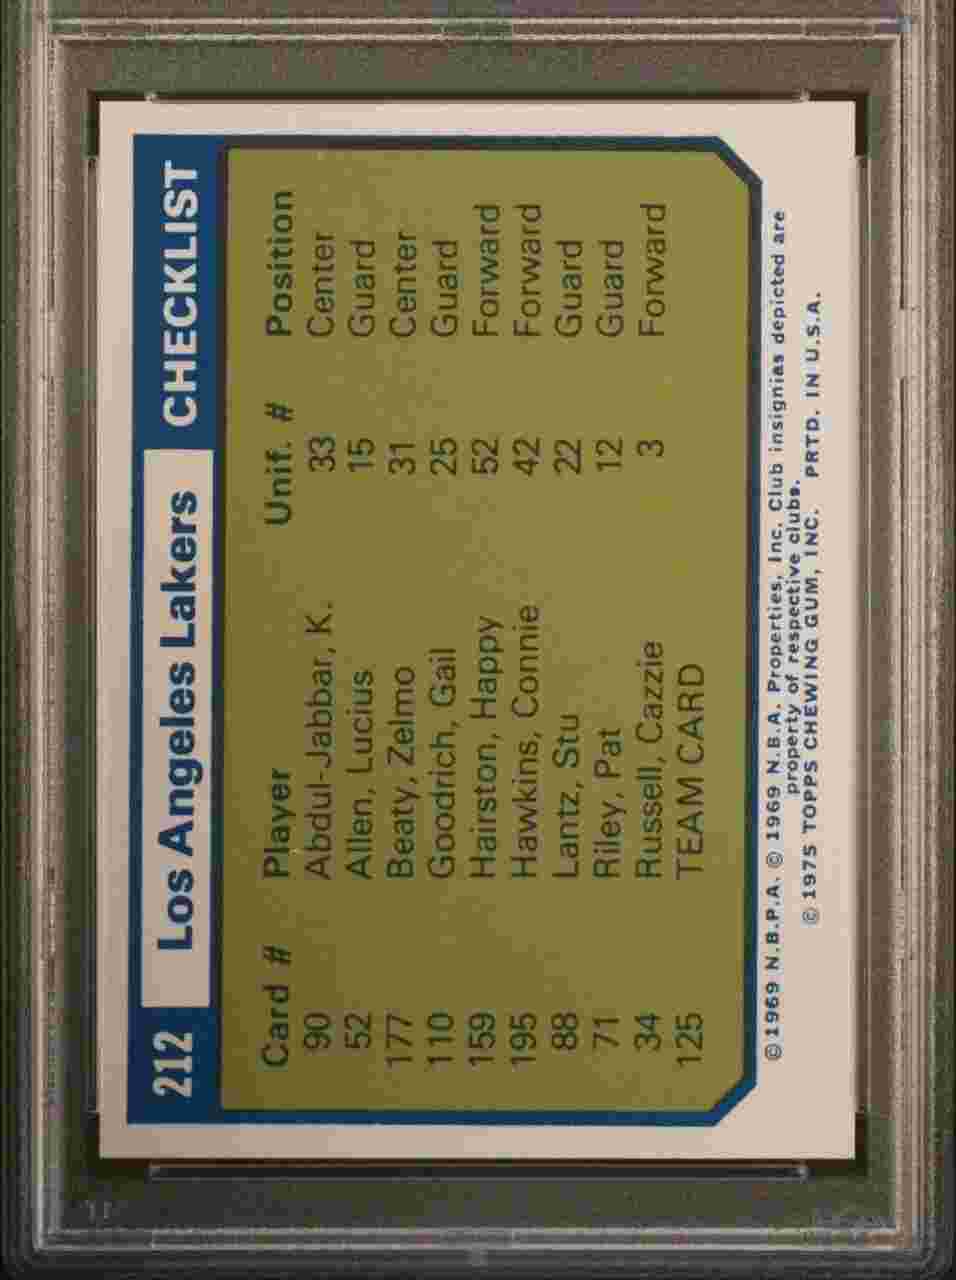 212 Los Angeles Lakers CHECKLIST
Card # Player Unif. # Position
90 Abdul-Jabbar, K. 33 Center
52 Allen, Lucius 15 Guard
177 Beaty, Zelmo 31 Center
110 Goodrich, Gail 25 Guard
159 Hairston, Happy 52 Forward
195 Hawkins, Connie 42 Forward
88 Lantz, Stu 22 Guard
71 Riley, Pat 12 Guard
34 Russell, Cazzie 3 Forward
125 TEAM CARD
©1969 N.B.P.A. © 1969 N.B.A. Properties, Inc. Club insignias depicted are
property of respective clubs.
© 1975 TOPPS CHEWING GUM, INC. PRTD. IN U.S.A.